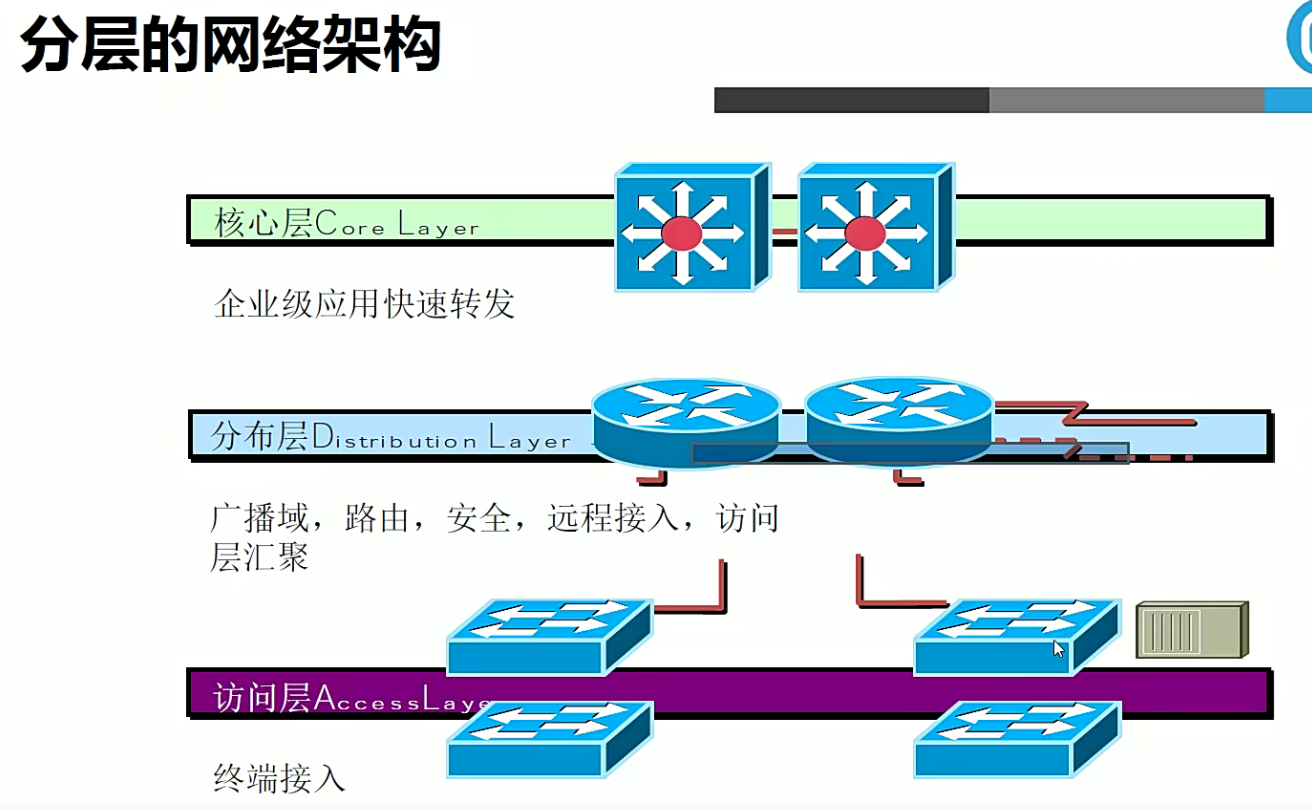 分层的网络架构
核心层Core Layer
企业级应用快速转发
分布层Distribution Layer
广播域，路由，安全，远程接入，访问
层汇聚
访问层AccessLaye
终端接入